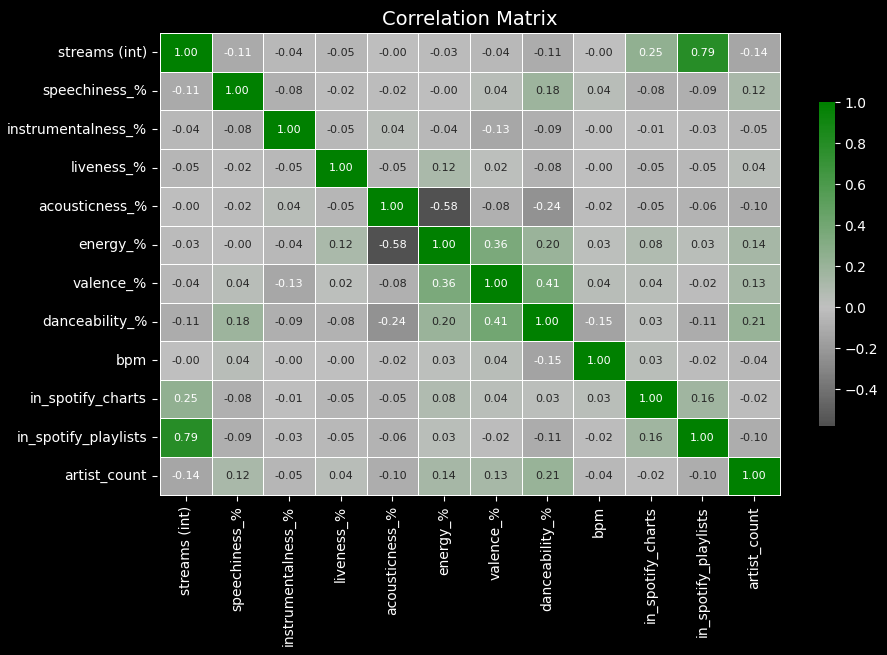 Correlation Matrix
streams (int) 1.00 -0.11 -0.04 -0.05 -0.00 -0.03 -0.04 -0.11 -0.00 0.25 0.79 -0.14
speechiness_% -0.11 1.00 -0.08 -0.02 -0.02 -0.00 0.04 0.18 0.04 -0.08 -0.09 0.12
instrumentalness_% -0.04 -0.08 1.00 -0.05 0.04 -0.04 -0.13 -0.09 -0.00 -0.01 -0.03 -0.05
liveness_% -0.05 -0.02 -0.05 1.00 -0.05 0.12 0.02 -0.08 -0.00 -0.05 -0.05 0.04
acousticness_% -0.00 -0.02 0.04 -0.05 1.00 -0.58 -0.08 -0.24 -0.02 -0.05 -0.06 -0.10
energy_% -0.03 -0.00 -0.04 0.12 -0.58 1.00 0.36 0.20 0.03 0.08 0.03 0.14
valence_% -0.04 0.04 -0.13 0.02 -0.08 0.36 1.00 0.41 0.04 0.04 -0.02 0.13
danceability_% -0.11 0.18 -0.09 -0.08 -0.24 0.20 0.41 1.00 -0.15 0.03 -0.11 0.21
bpm -0.00 0.04 -0.00 -0.00 -0.02 0.03 0.04 -0.15 1.00 0.03 -0.02 -0.04
in_spotify_charts 0.25 -0.08 -0.01 -0.05 -0.05 0.08 0.04 0.03 0.03 1.00 0.16 -0.02
in_spotify_playlists 0.79 -0.09 -0.03 -0.05 -0.06 0.03 -0.02 -0.11 -0.02 0.16 1.00 -0.10
artist_count -0.14 0.12 -0.05 0.04 -0.10 0.14 0.13 0.21 -0.04 -0.02 -0.10 1.00
streams (int)
speechiness_%
instrumentalness_%
liveness_%
acousticness_%
energy_%
valence_%
danceability_%
bpm
in_spotify_charts
in_spotify_playlists
artist_count
1.0
0.8
0.6
0.4
0.2
0.0
−0.2
−0.4